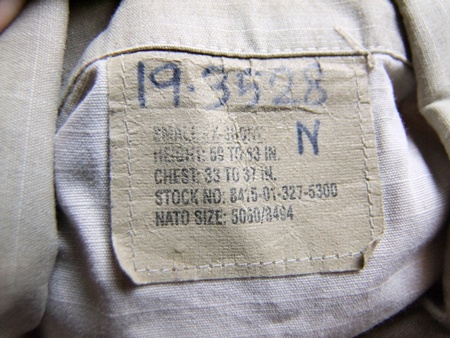 19-3528
SMALL X-SHORT
N
HEIGHT: 59 TO 63 IN.
CHEST: 33 TO 37 IN.
STOCK NO: 8415-01-327-5300
NATO SIZE: 5060/8494